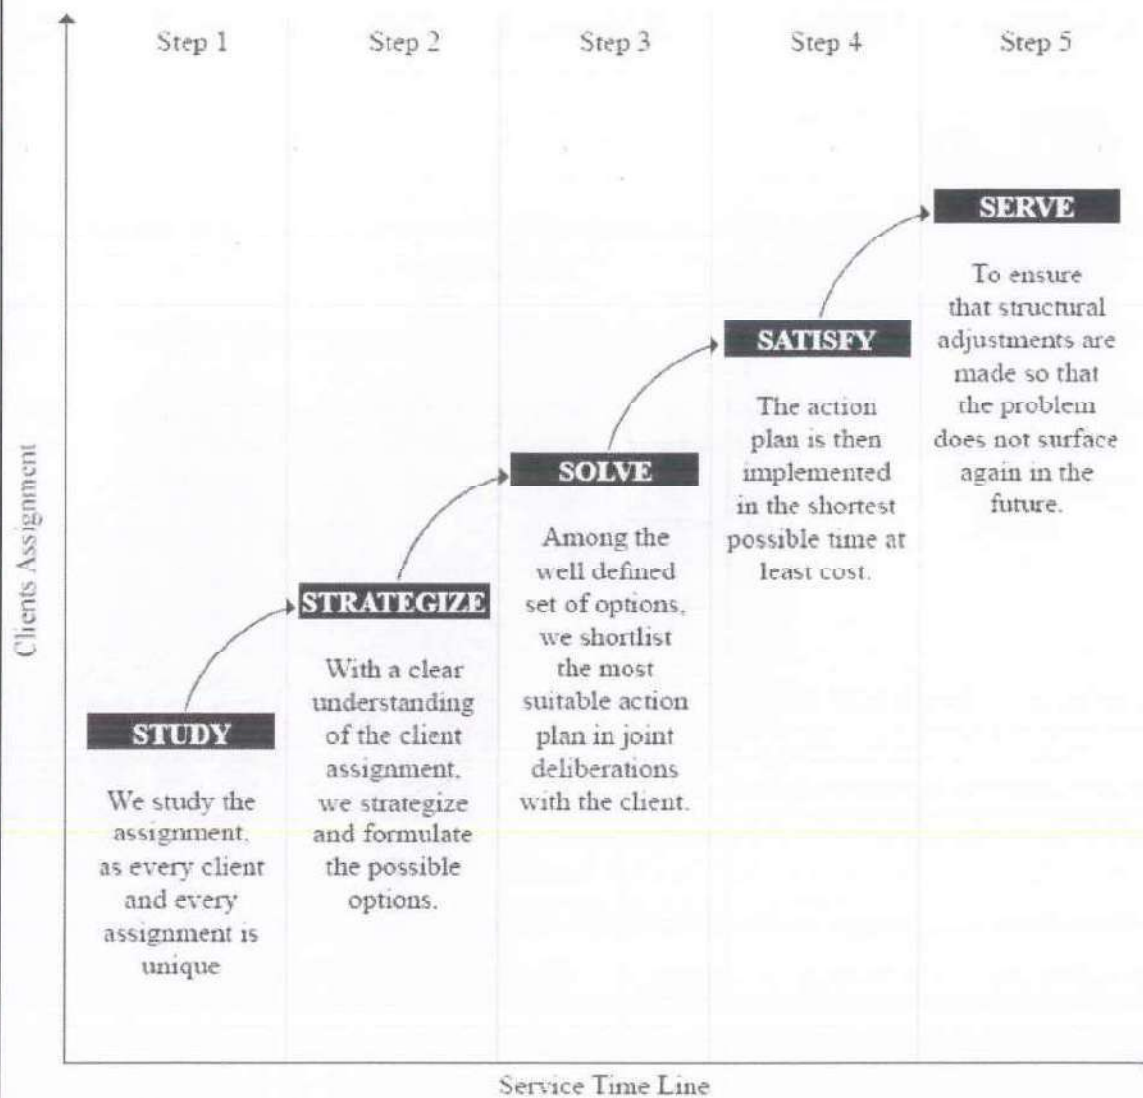 Step 1
Step 2
Step 3
Step 4
Step 5
Clients Assignment
STUDY
We study the
assignment,
as every client
and every
assignment is
unique
STRATEGIZE
With a clear
understanding
of the client
assignment,
we strategize
and formulate
the possible
options.
SOLVE
Among the
well defined
set of options,
we shortlist
the most
suitable action
plan in joint
deliberations
with the client.
SATISFY
The action
plan is then
implemented
in the shortest
possible time at
least cost.
SERVE
To ensure
that structural
adjustments are
made so that
the problem
does not surface
again in the
future.
Service Time Line